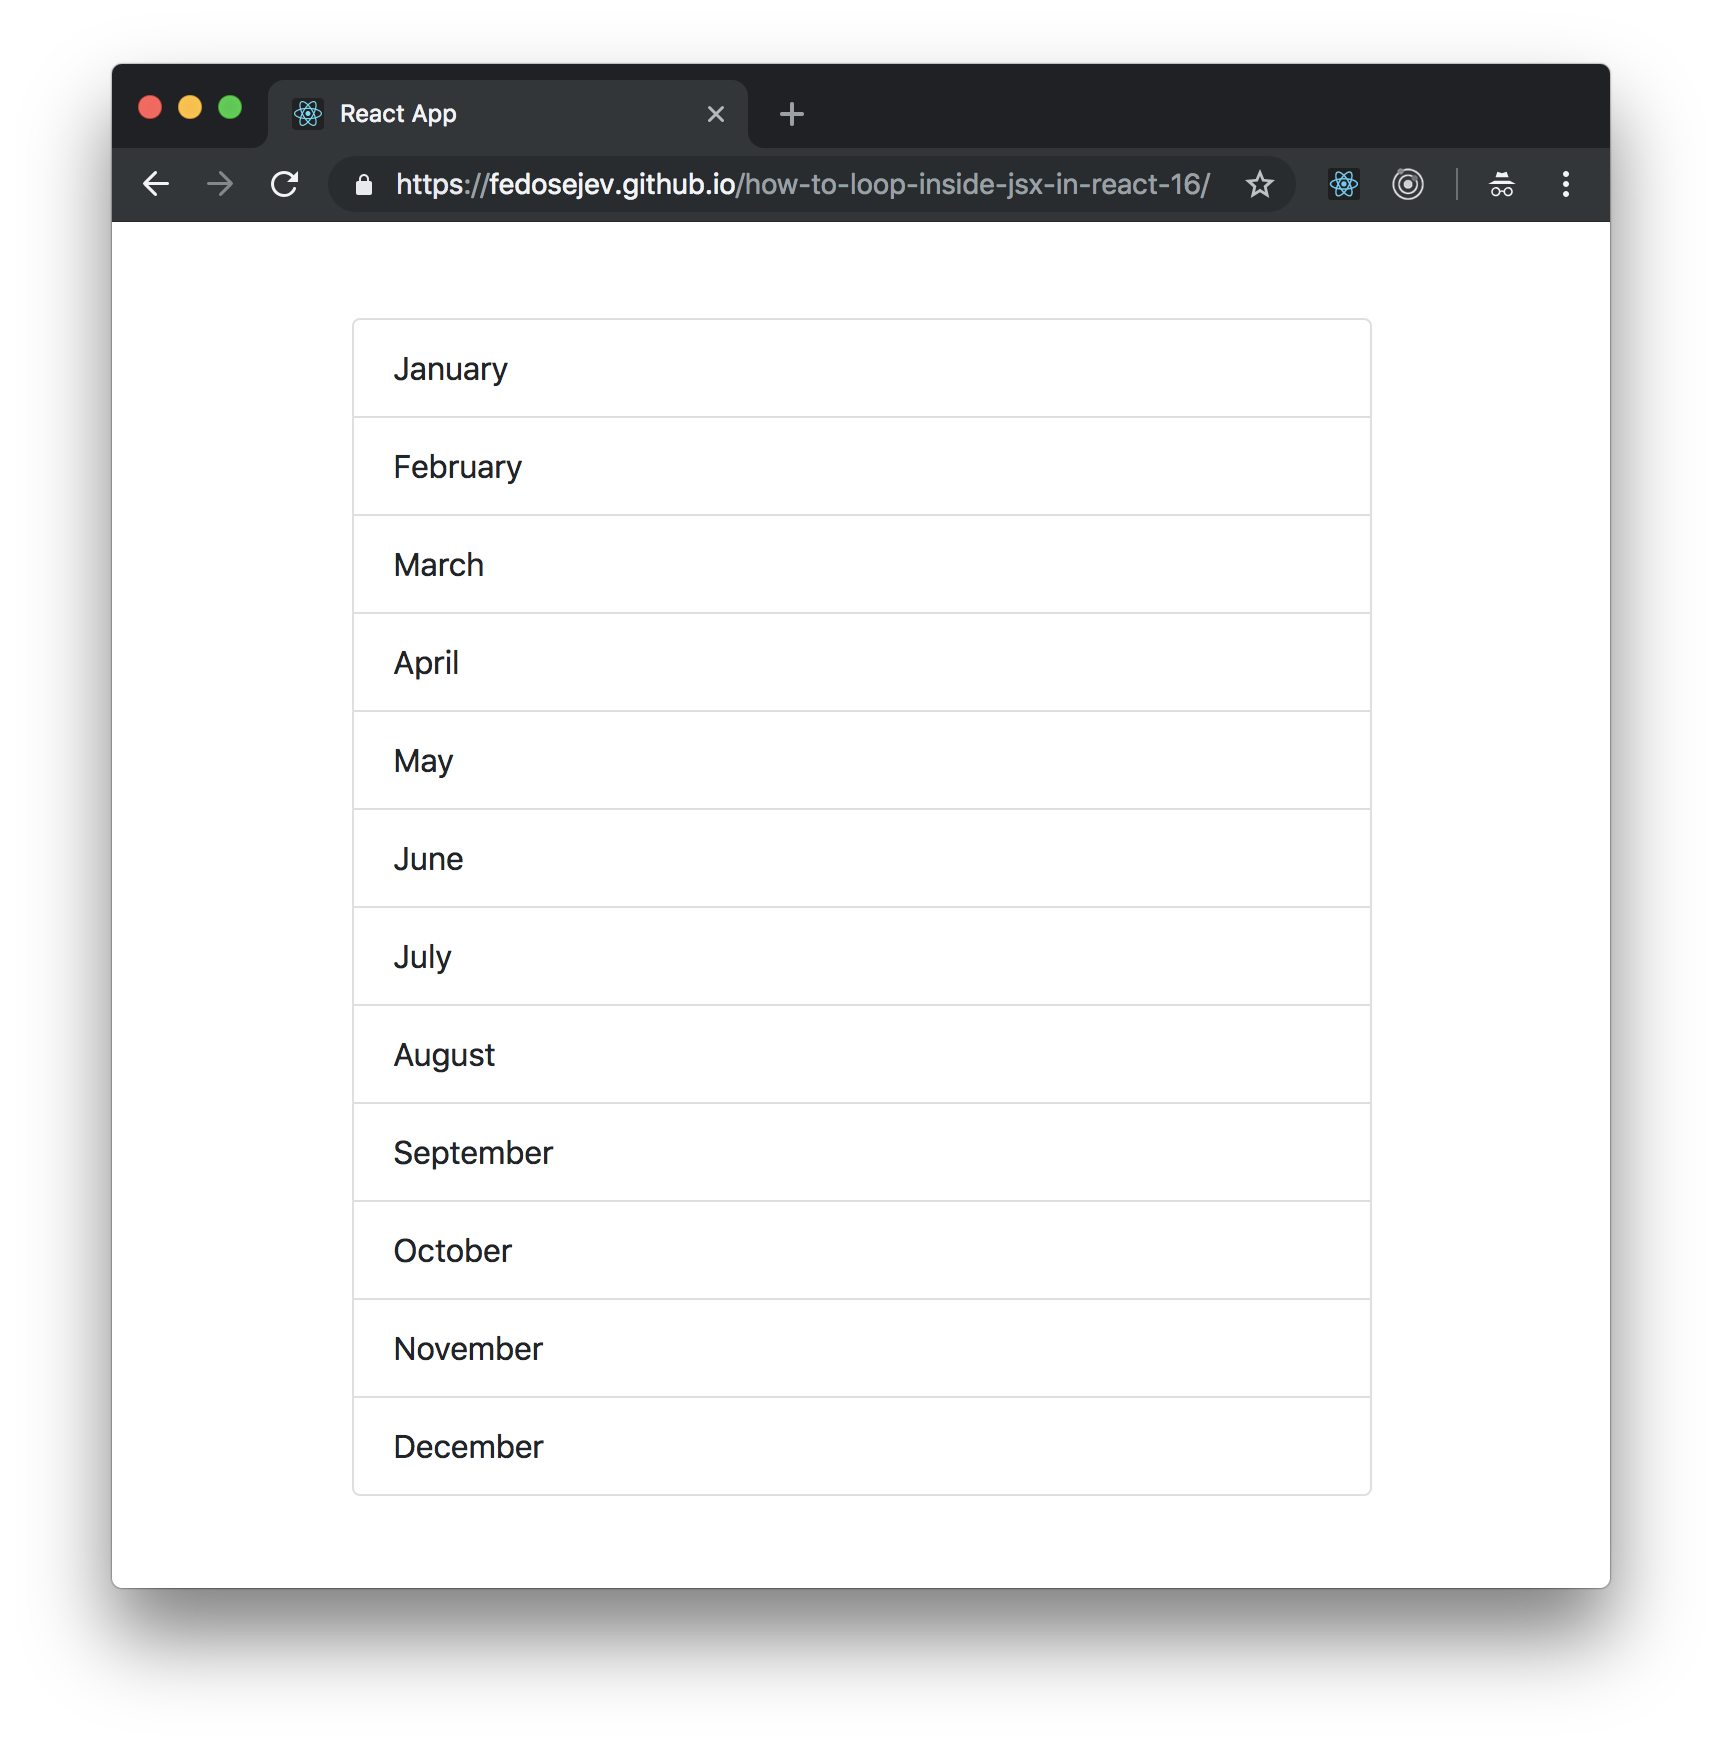 React App
https://fedosejev.github.io/how-to-loop-inside-jsx-in-react-16/
January
February
March
April
May
June
July
August
September
October
November
December